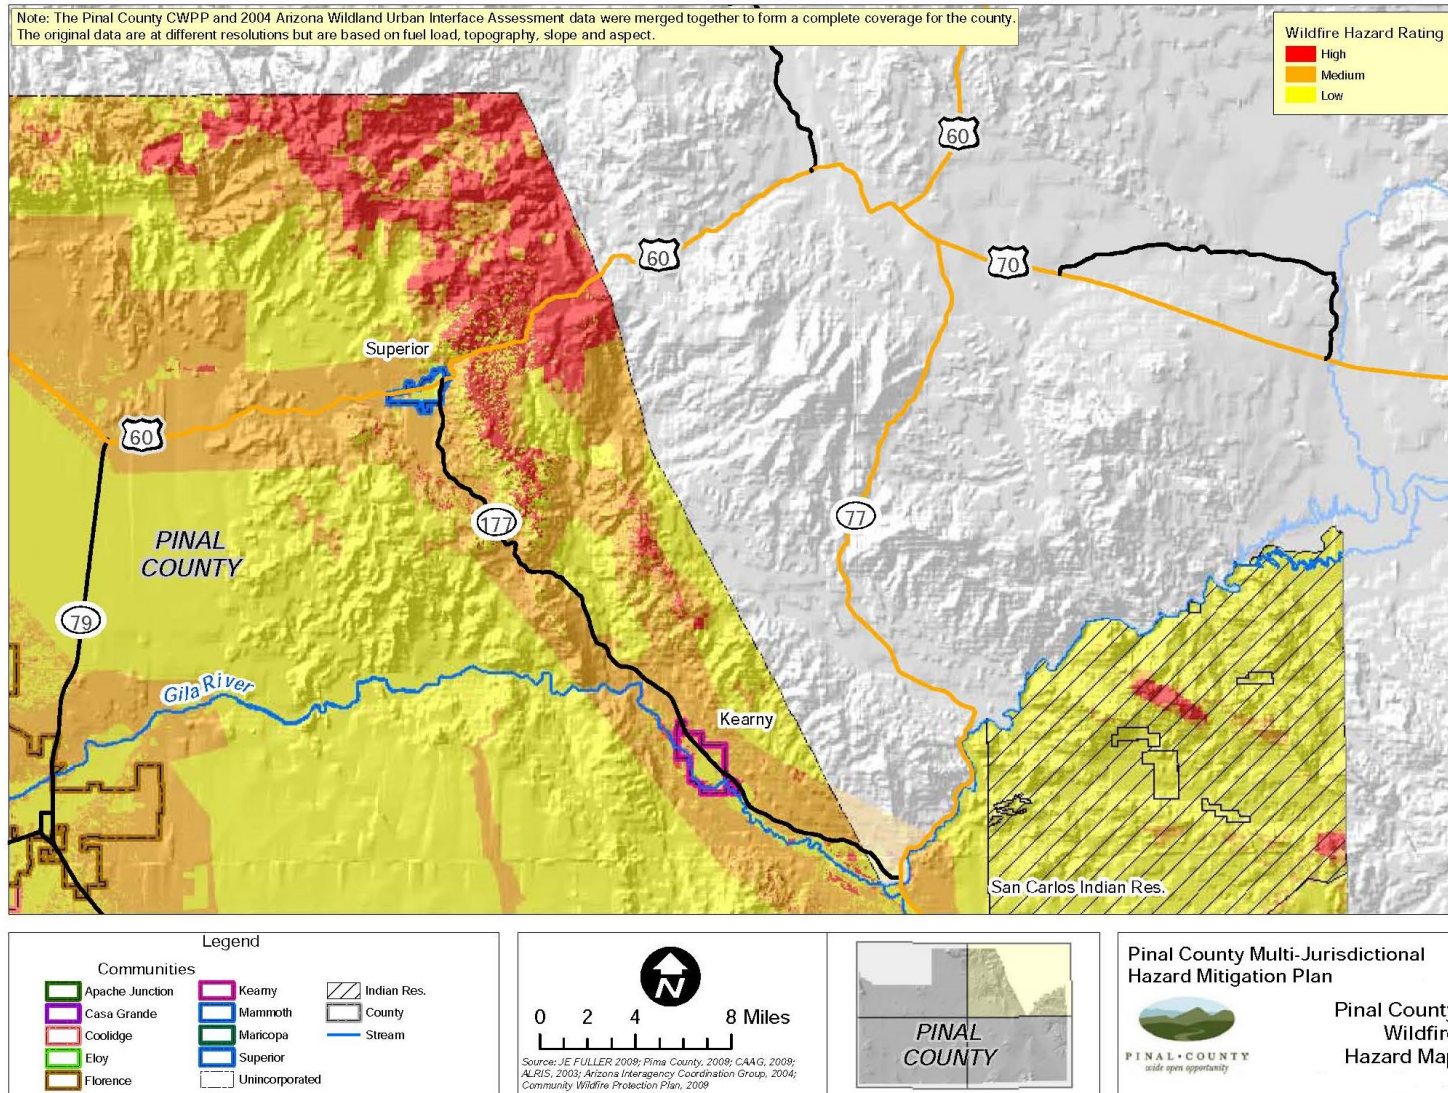 Note: The Pinal County CWPP and 2004 Arizona Wildland Urban Interface Assessment data were merged together to form a complete coverage for the county.
The original data are at different resolutions but are based on fuel load, topography, slope and aspect.
Wildfire Hazard Rating
High
Medium
Low
60
60
70
Superior
60
177
77
PINAL
COUNTY
79
Gila River
Kearny
San Carlos Indian Res.
Legend
Communities
Apache Junction
Casa Grande
Coolidge
Eloy
Florence
Kearny
Mammoth
Maricopa
Superior
Unincorporated
Indian Res.
County
Stream
N
0 2 4 8 Miles
Source: JE FULLER 2009; Pima County, 2009; CAAG, 2009;
ALRIS, 2003; Arizona Interagency Coordination Group, 2004;
Community Wildfire Protection Plan, 2009
PINAL
COUNTY
Pinal County Multi-Jurisdictional
Hazard Mitigation Plan
PINAL•COUNTY
wide open opportunity
Pinal County
Wildfir
Hazard Map